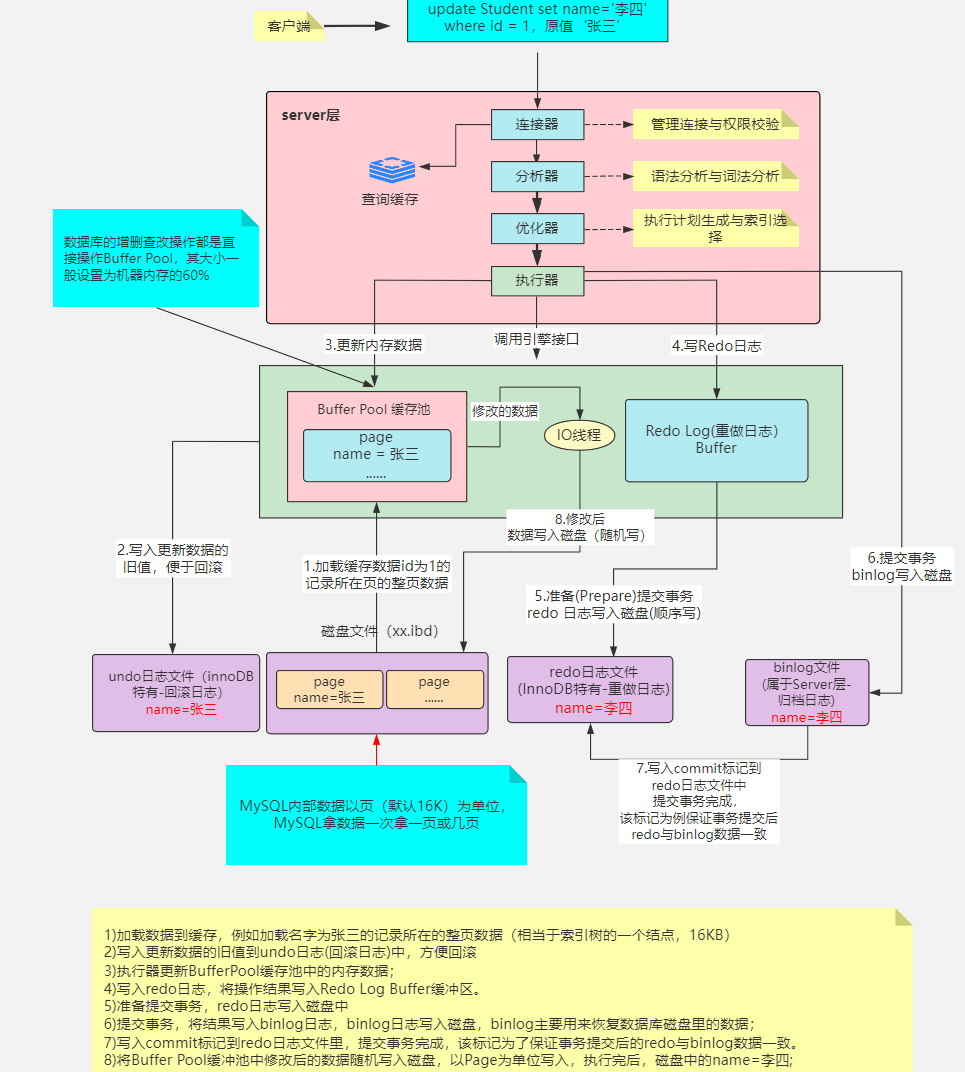 update Student set name='李四'
where id = 1，原值‘张三’
客户端
server层
连接器
管理连接与权限校验
查询缓存
分析器
语法分析与词法分析
优化器
执行计划生成与索引选
择
执行器
数据库的增删查改操作都是直
接操作Buffer Pool，其大小一
般设置为机器内存的60%
3.更新内存数据
调用引擎接口
4.写Redo日志
Buffer Pool 缓存池
page
name = 张三
......
修改的数据
IO线程
Redo Log(重做日志）
Buffer
8.修改后
数据写入磁盘（随机写）
2.写入更新数据的
旧值，便于回滚
1.加载缓存数据id为1的
记录所在页的整页数据
5.准备(Prepare)提交事务
redo 日志写入磁盘(顺序写)
6.提交事务
binlog写入磁盘
磁盘文件（xx.ibd）
undo日志文件（innoDB
特有-回滚日志）
name=张三
page
name=张三
page
......
redo日志文件
(InnoDB特有-重做日志)
name=李四
binlog文件
(属于Server层-
归档日志)
name=李四
7.写入commit标记到
redo日志文件中
提交事务完成，
该标记为例保证事务提交后
redo与binlog数据一致
MySQL内部数据以页（默认16K）为单位，
MySQL拿数据一次拿一页或几页
1)加载数据到缓存，例如加载名字为张三的记录所在的整页数据（相当于索引树的一个结点，16KB）
2)写入更新数据的旧值到undo日志(回滚日志)中，方便回滚
3)执行器更新BufferPool缓存池中的内存数据；
4)写入redo日志，将操作结果写入Redo Log Buffer缓冲区。
5)准备提交事务，redo日志写入磁盘中
6)提交事务，将结果写入binlog日志，binlog日志写入磁盘，binlog主要用来恢复数据库磁盘里的数据；
7)写入commit标记到redo日志文件里，提交事务完成，该标记为了保证事务提交后的redo与binlog数据一致。
8)将Buffer Pool缓冲池中修改后的数据随机写入磁盘，以Page为单位写入，执行完后，磁盘中的name=李四;